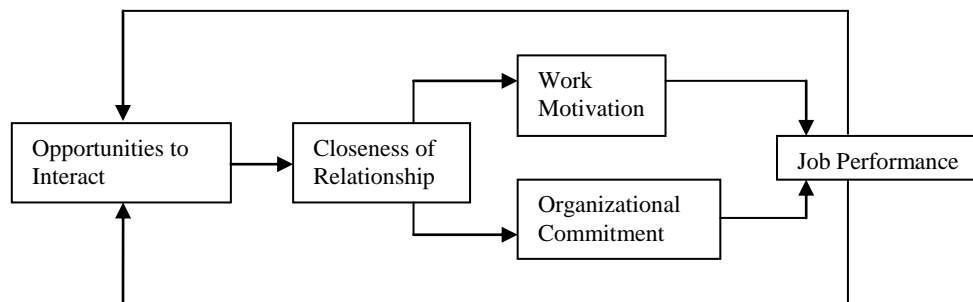 Opportunities to
Interact
Closeness of
Relationship
Work
Motivation
Organizational
Commitment
Job Performance